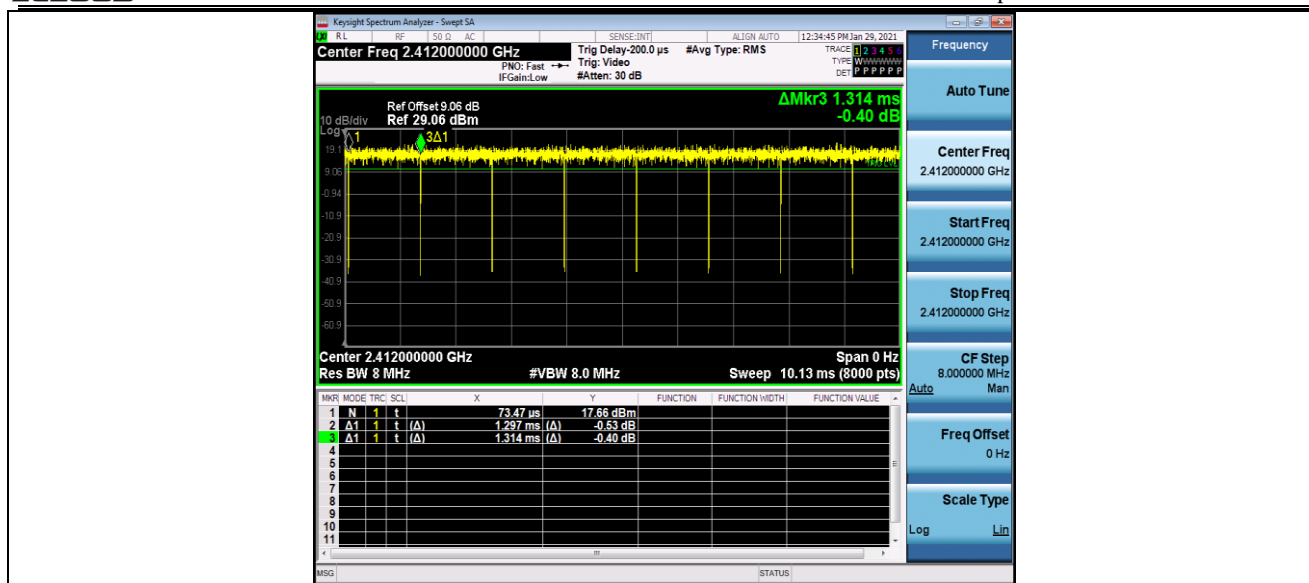 Keysight Spectrum Analyzer - Swept SA
RL RF 50 Ω AC SENSE:INT ALIGN AUTO 12:34:45 PM Jan 29, 2021
Center Freq 2.412000000 GHz
PNO: Fast
IFGain:Low
Trig Delay-200.0 µs
Trig: Video
#Atten: 30 dB
#Avg Type: RMS
TRACE 1 2 3 4 5 6
TYPE WWWWWW
DET P P P P P P
Ref Offset 9.06 dB
10 dB/div Ref 29.06 dBm
Log
ΔMkr3 1.314 ms
-0.40 dB
1
3Δ1
19.1
9.06
-0.94
-10.9
-20.9
-30.9
-40.9
-50.9
-60.9
Center 2.412000000 GHz Span 0 Hz
Res BW 8 MHz #VBW 8.0 MHz Sweep 10.13 ms (8000 pts)
MKR MODE TRC SCL X Y FUNCTION FUNCTION WIDTH FUNCTION VALUE
1 N 1 t 73.47 µs 17.66 dBm
2 Δ1 1 t (Δ) 1.297 ms (Δ) -0.53 dB
3 Δ1 1 t (Δ) 1.314 ms (Δ) -0.40 dB
4
5
6
7
8
9
10
11
MSG STATUS
Frequency
Auto Tune
Center Freq
2.412000000 GHz
Start Freq
2.412000000 GHz
Stop Freq
2.412000000 GHz
CF Step
8.000000 MHz
Auto Man
Freq Offset
0 Hz
Scale Type
Log Lin